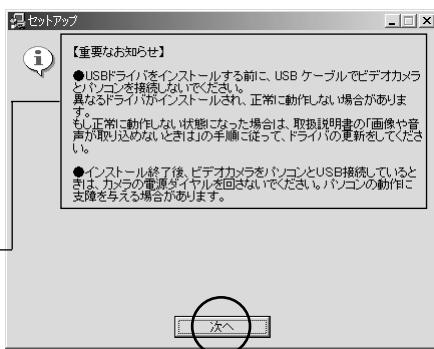 セットアップ
【重要なお知らせ】
●USBドライバをインストールする前に、USB ケーブルでビデオカメラ
とパソコンを接続しないでください。
異なるドライバがインストールされ、正常に動作しない場合がありま
す。
もし正常に動作しない状態になった場合は、取扱説明書の「画像や音
声が取り込めないときは」の手順に従って、ドライバの更新をしてくださ
い。
●インストール終了後、ビデオカメラをパソコンとUSB接続していると
きは、カメラの電源ダイヤルを回さないでください。パソコンの動作に
支障を与える場合があります。
次へ